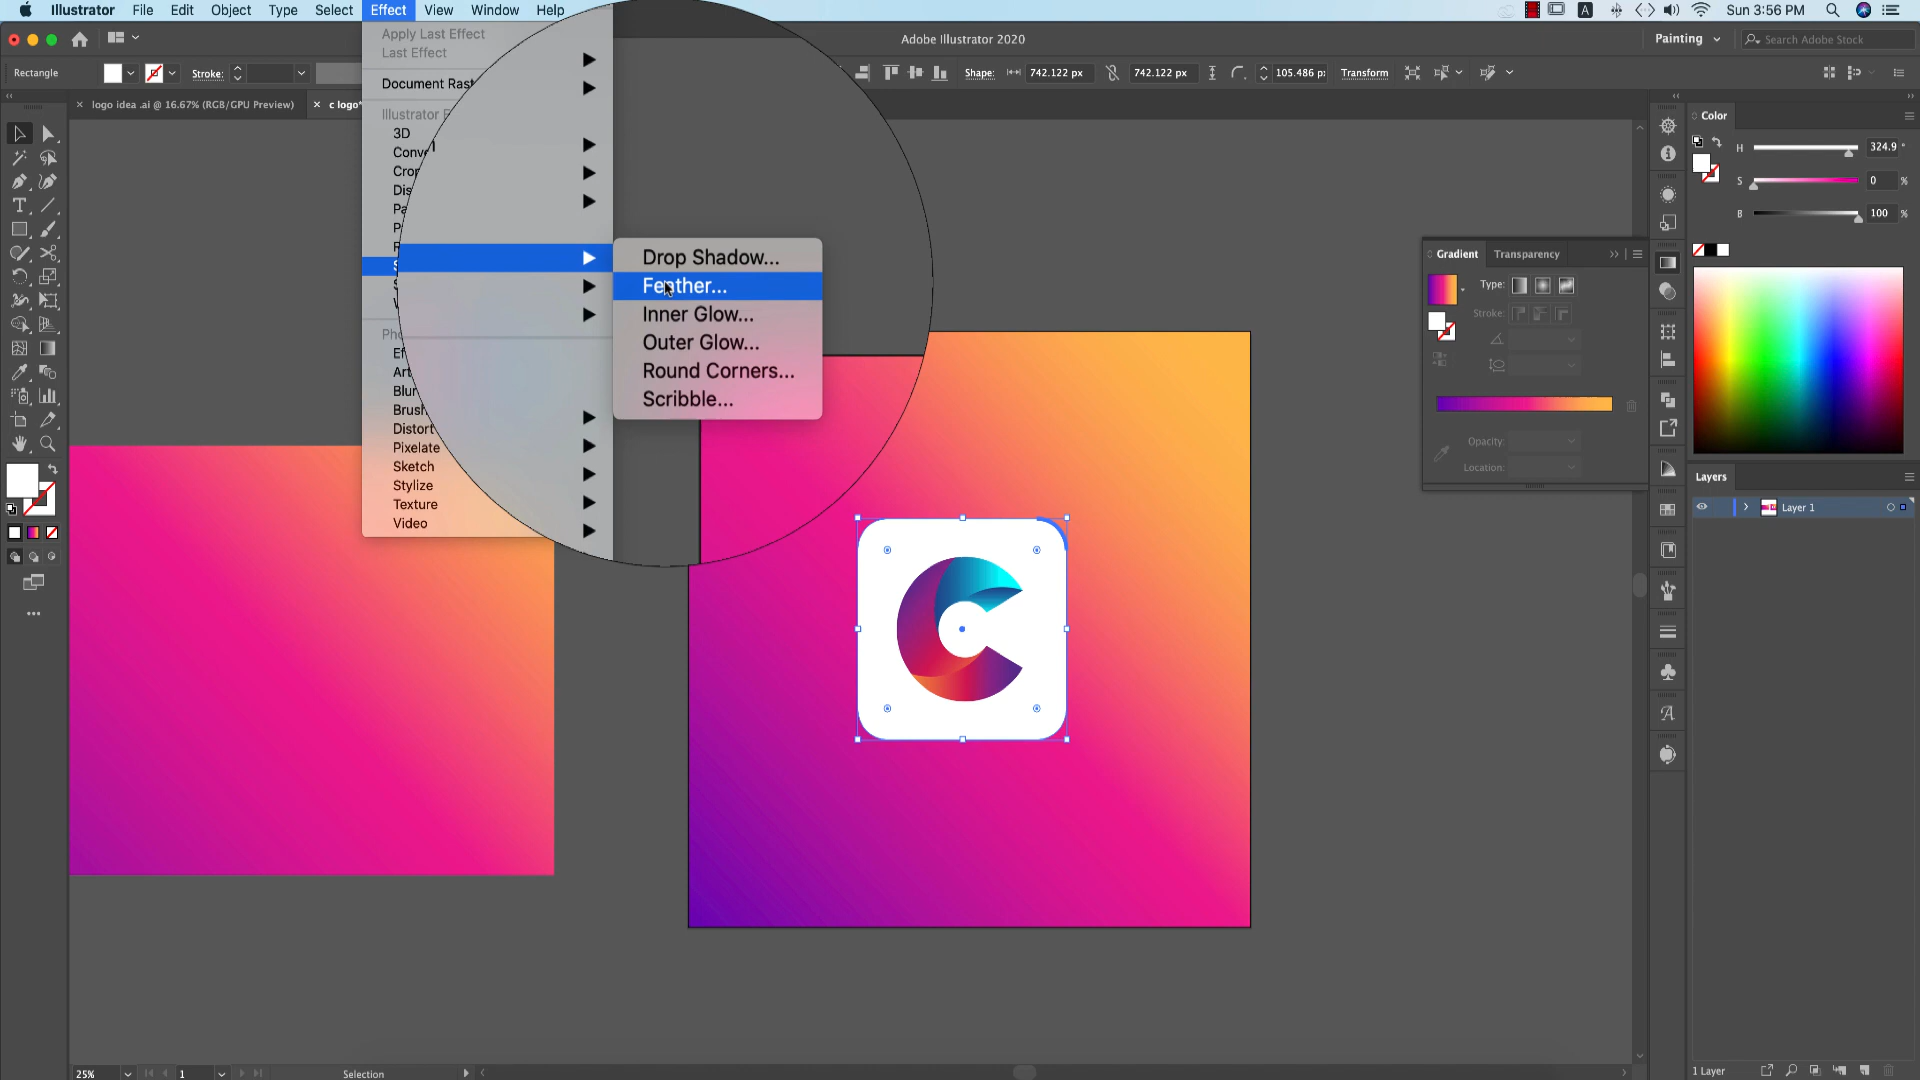 Illustrator File Edit Object Type Select Effect View Window Help
Sun 3:56 PM
Adobe Illustrator 2020
Painting
Search Adobe Stock
Rectangle
Stroke:
Shape:
742.122 px
742.122 px
105.486 p
Transform
logo idea .ai @ 16.67% (RGB/GPU Preview)
c logo*
Apply Last Effect
Last Effect
Document Rast
Illustrator E
3D
Conv
Cro
Dis
Pa
P
R
S
S
V
Pho
Ef
Art
Blur
Brush
Distort
Pixelate
Sketch
Stylize
Texture
Video
Drop Shadow...
Feather...
Inner Glow...
Outer Glow...
Round Corners...
Scribble...
Color
H
324.9
°
S
0
%
B
100
%
Gradient
Transparency
Type:
Stroke:
Opacity:
Location:
Layers
Layer 1
1 Layer
25%
1
Selection